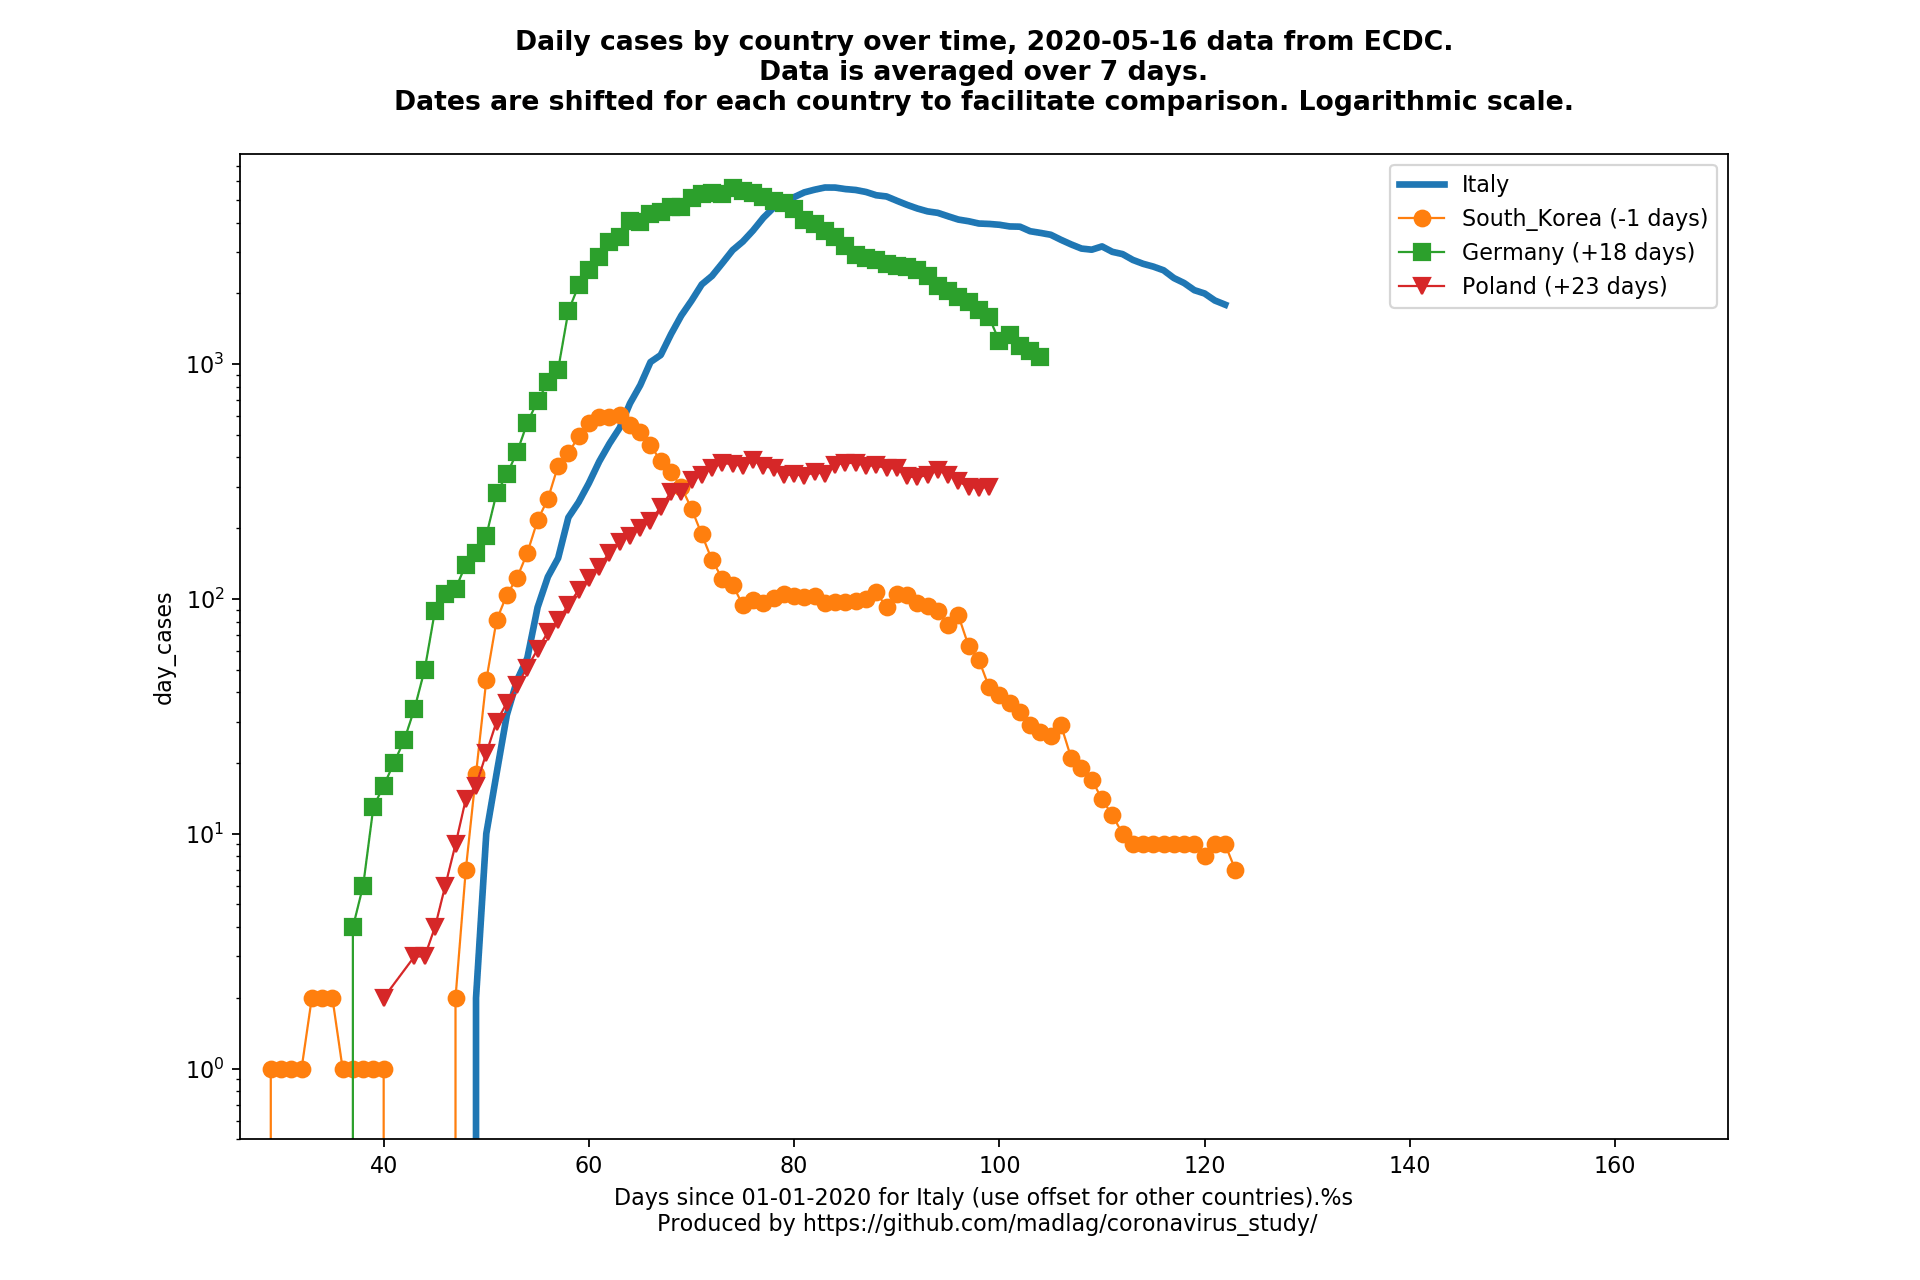 Daily cases by country over time, 2020-05-16 data from ECDC.
Data is averaged over 7 days.
Dates are shifted for each country to facilitate comparison. Logarithmic scale.
Italy
South_Korea (-1 days)
Germany (+18 days)
Poland (+23 days)
day_cases
10³
10²
10¹
10⁰
40 60 80 100 120 140 160
Days since 01-01-2020 for Italy (use offset for other countries).%s
Produced by https://github.com/madlag/coronavirus_study/